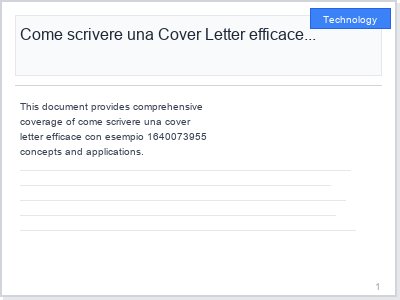 Technology
Come scrivere una Cover Letter efficace...
This document provides comprehensive
coverage of come scrivere una cover
letter efficace con esempio 1640073955
concepts and applications.
1